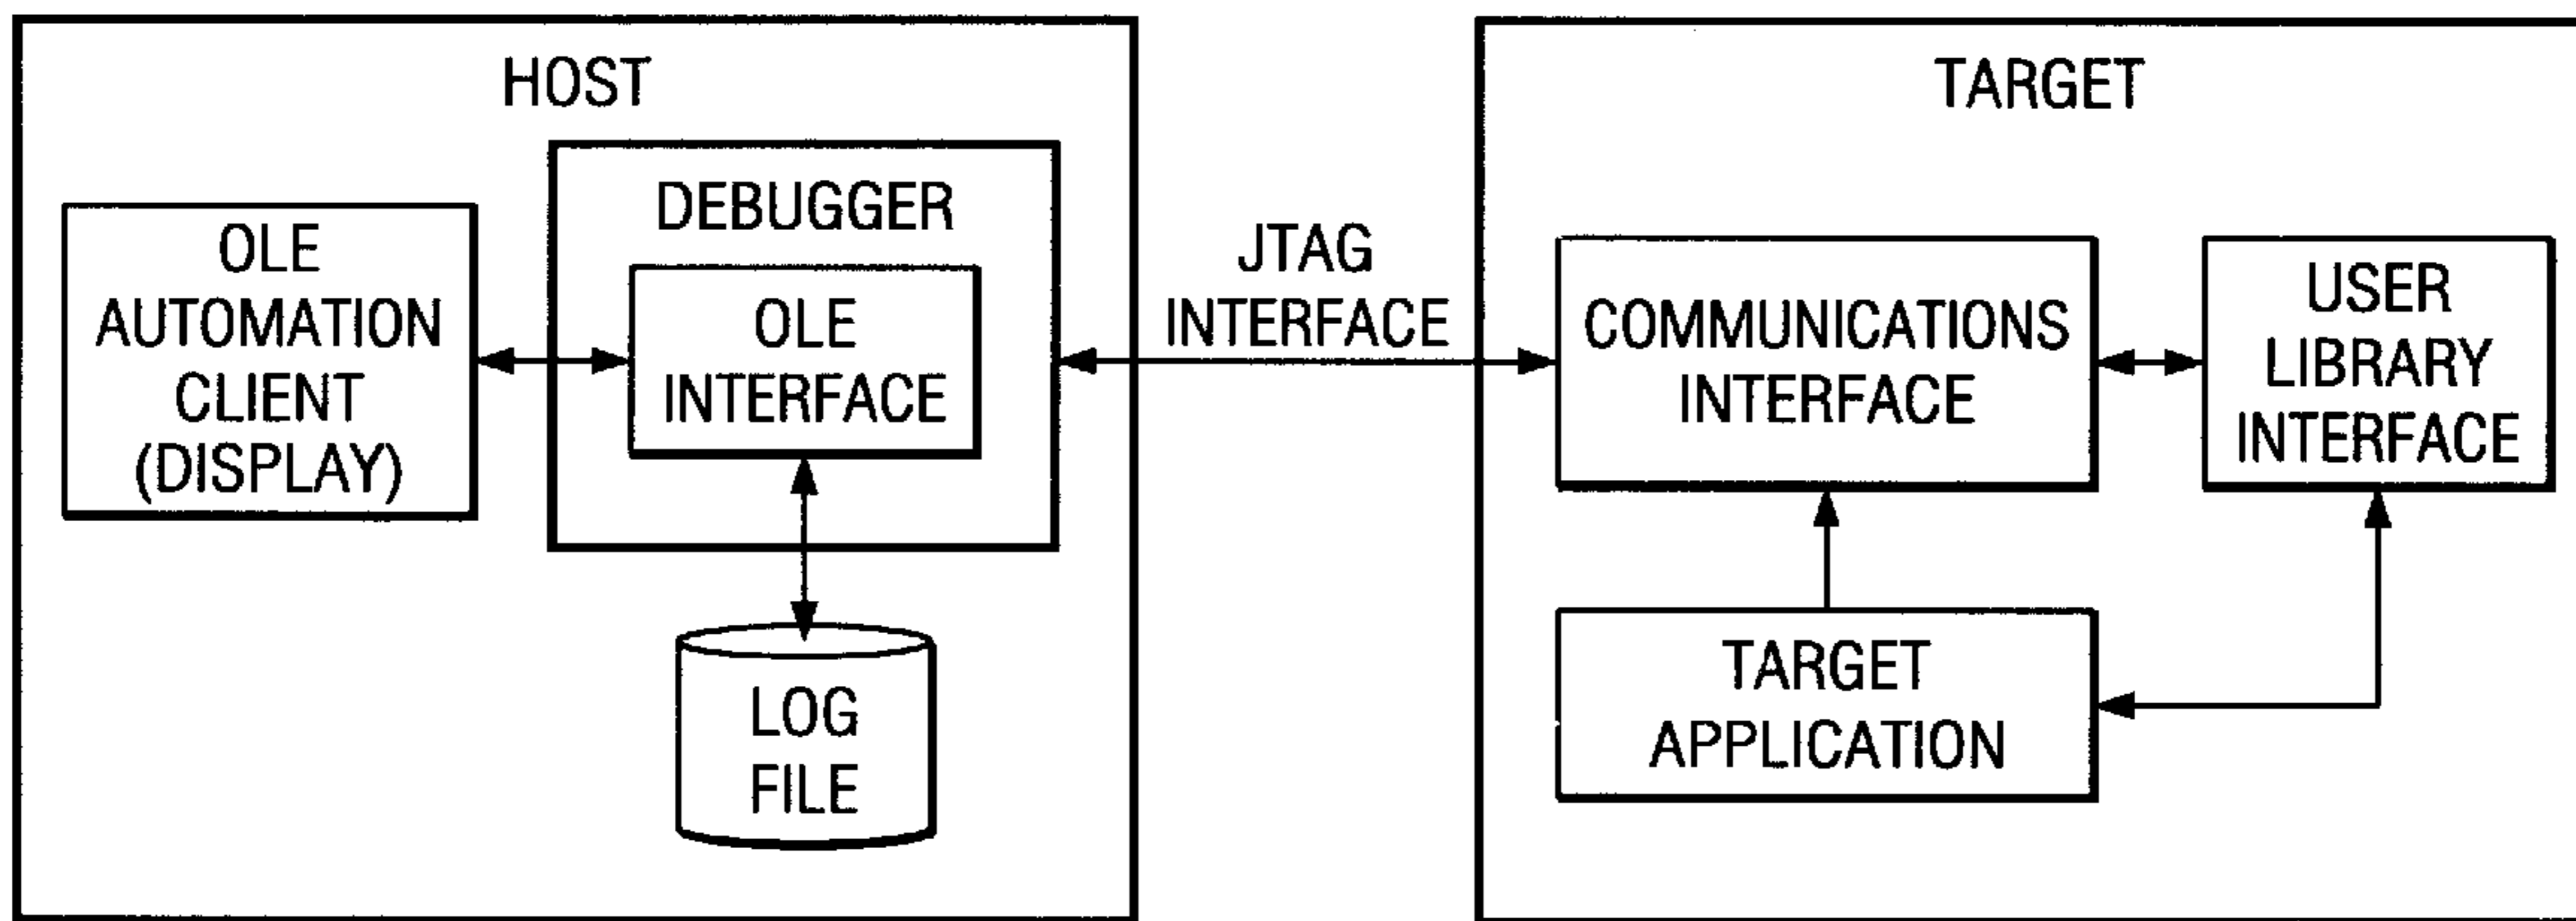 HOST
DEBUGGER
OLE
AUTOMATION
CLIENT
(DISPLAY)
OLE
INTERFACE
LOG
FILE
JTAG
INTERFACE
TARGET
COMMUNICATIONS
INTERFACE
USER
LIBRARY
INTERFACE
TARGET
APPLICATION